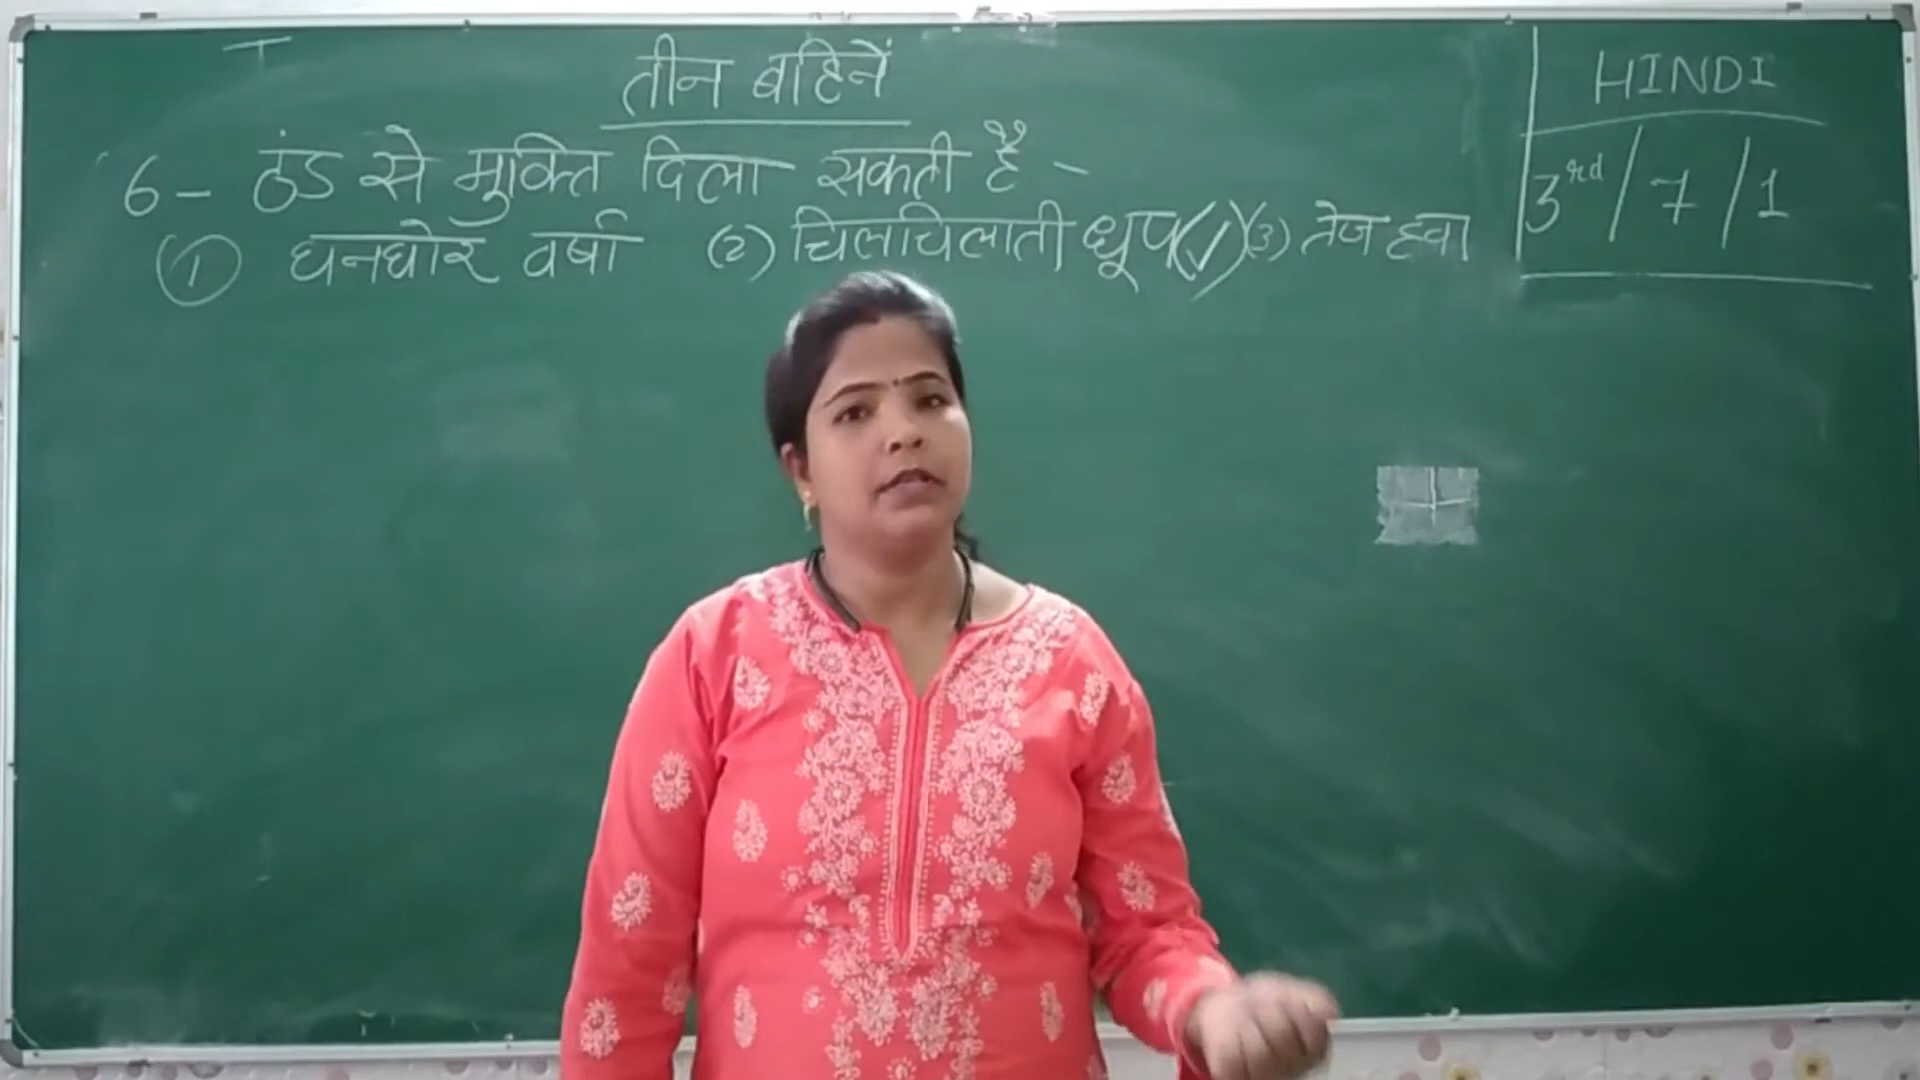 तीन बहिनें
6- ठंड से मुक्ति दिला सकती है -
① घनघोर वर्षा (2) चिलचिलाती धूप(✓) (3) तेज हवा
HINDI
3rd / 7 / 1